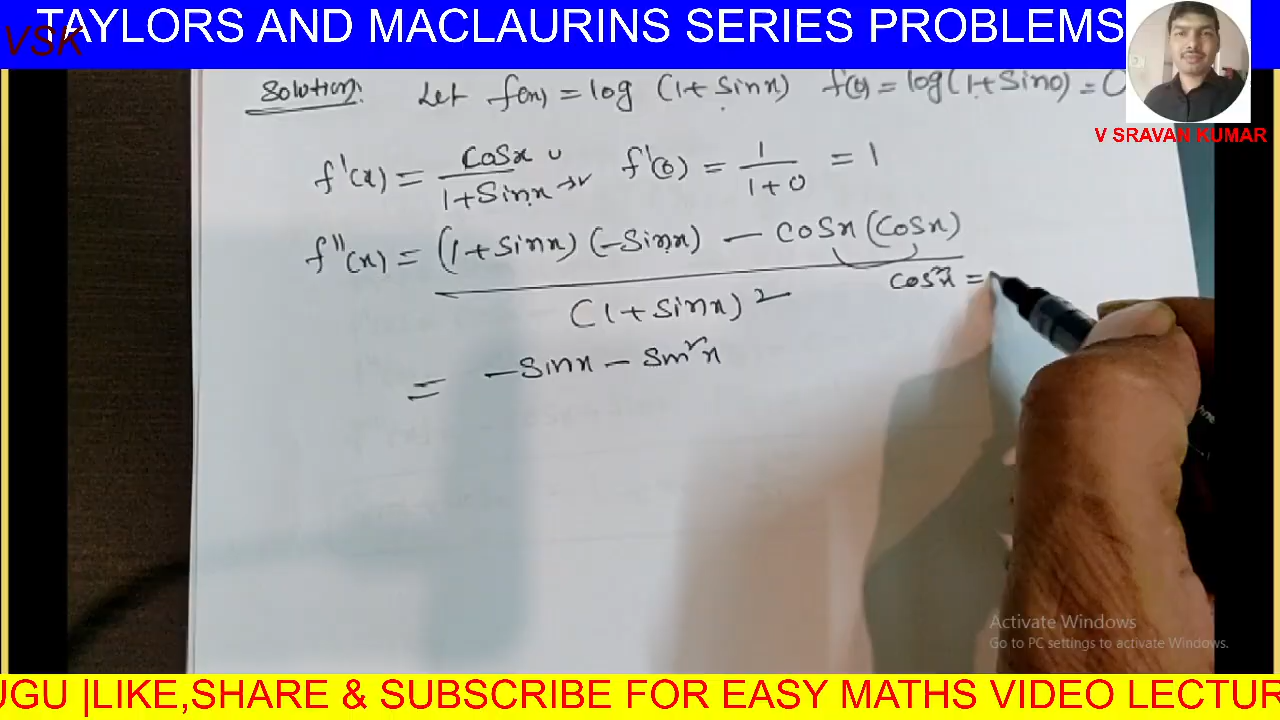 TAYLORS AND MACLAURINS SERIES PROBLEMS
VSK
V SRAVAN KUMAR
Solution: Let f(x) = log (1+ sinx) f(0) = log(1+ Sin0) = 0
f'(x) = Cosx / 1+Sinx f'(0) = 1 / 1+0 = 1
f''(x) = (1+sinx) (-Sinx) - Cosx (Cosx)
(1+Sinx)²
cos²x =
= -Sinx - Sin²x
Activate Windows
Go to PC settings to activate Windows.
UGU |LIKE,SHARE & SUBSCRIBE FOR EASY MATHS VIDEO LECTUR